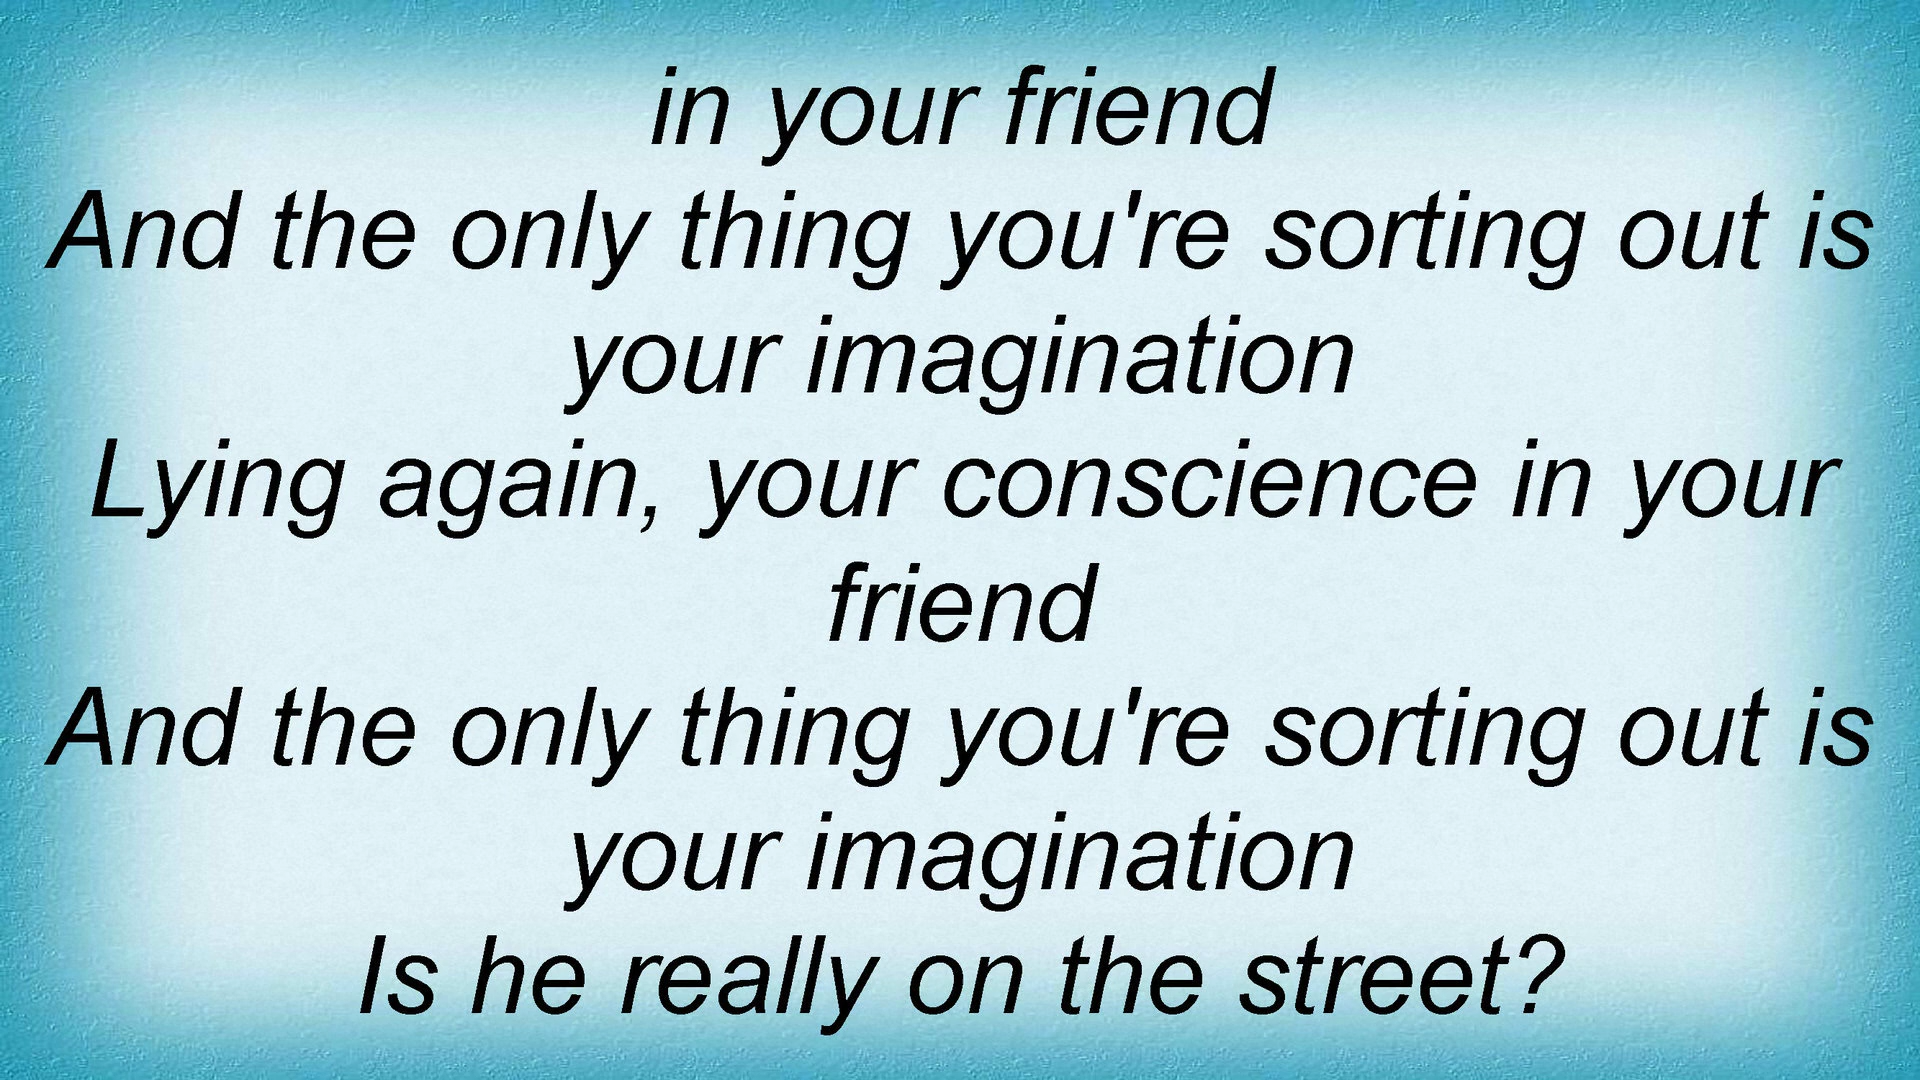 in your friend
And the only thing you're sorting out is
your imagination
Lying again, your conscience in your
friend
And the only thing you're sorting out is
your imagination
Is he really on the street?